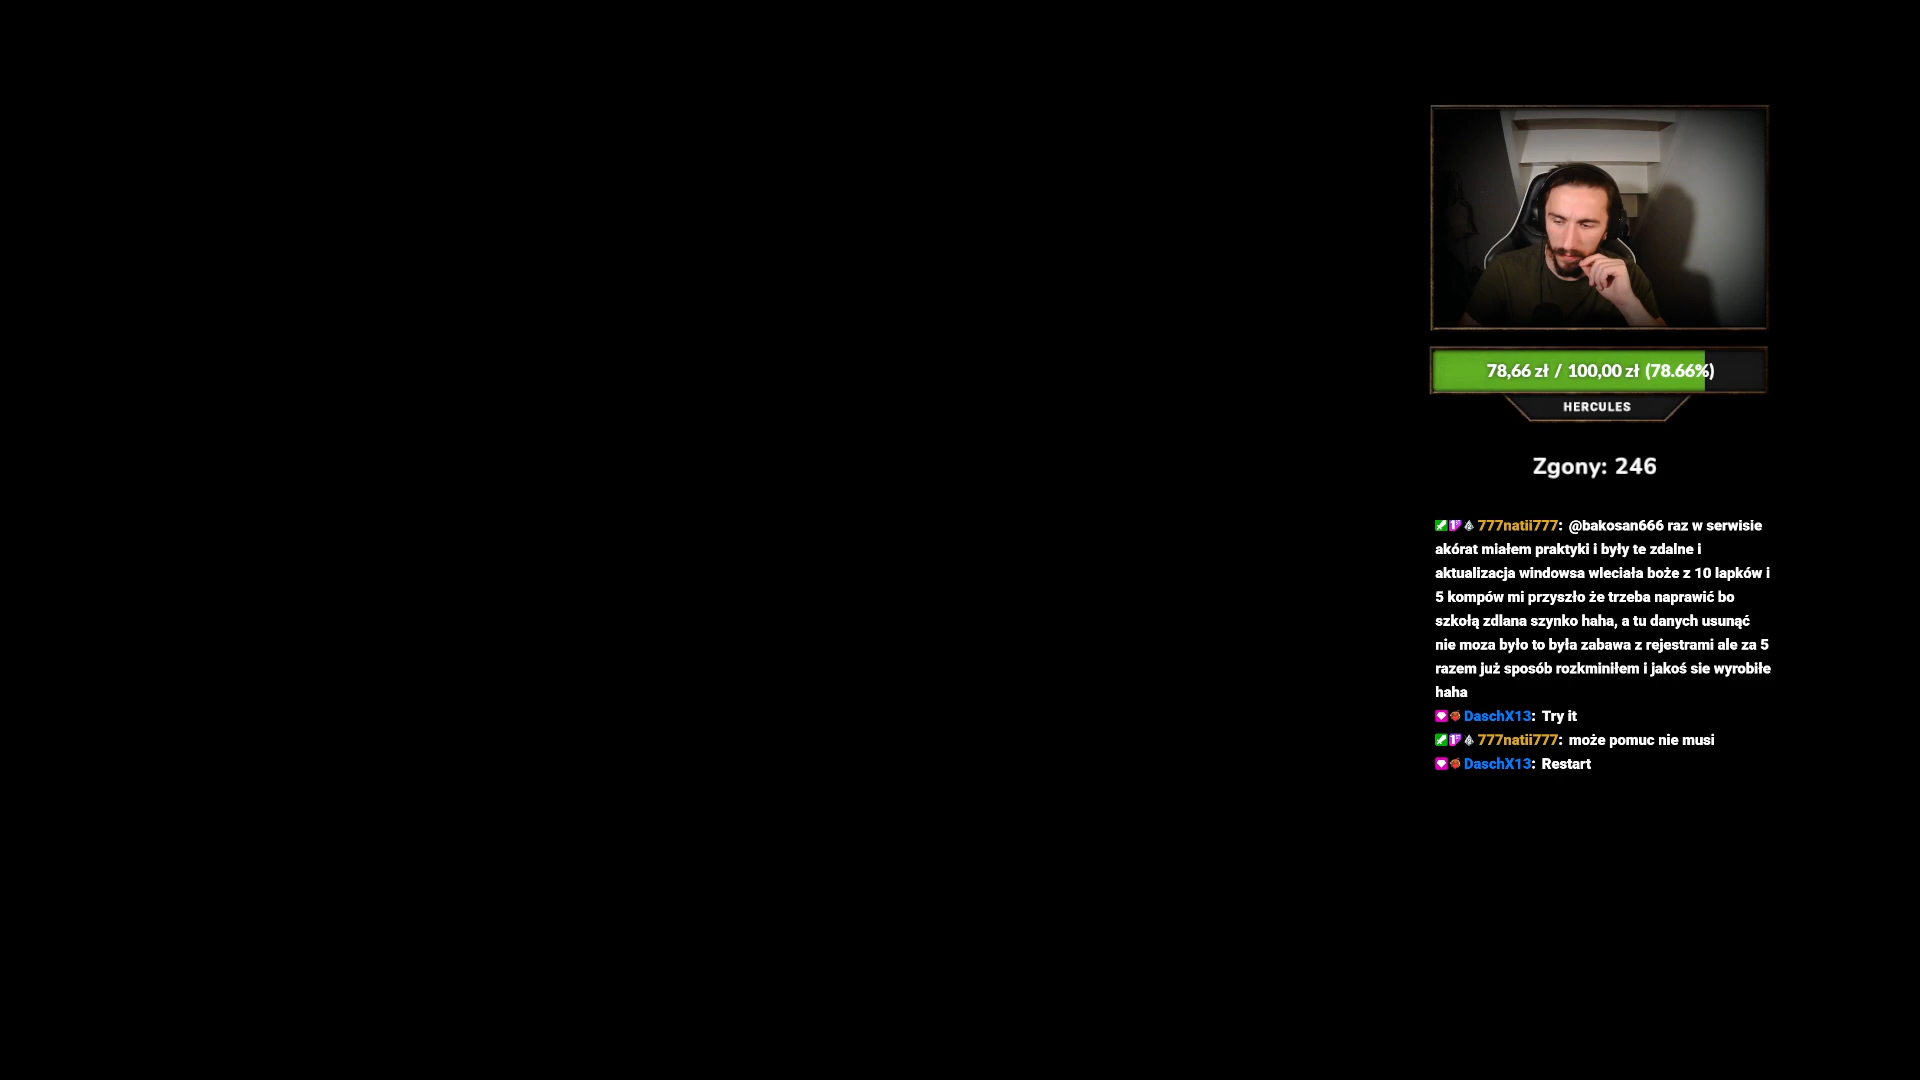 78,66 zł / 100,00 zł (78.66%)
HERCULES
Zgony: 246
777natii777: @bakosan666 raz w serwisie
akórat miałem praktyki i były te zdalne i
aktualizacja windowsa wleciała boże z 10 lapków i
5 kompów mi przyszło że trzeba naprawić bo
szkołą zdlana szynko haha, a tu danych usunąć
nie moza było to była zabawa z rejestrami ale za 5
razem już sposób rozkminiłem i jakoś sie wyrobiłe
haha
DaschX13: Try it
777natii777: może pomuc nie musi
DaschX13: Restart